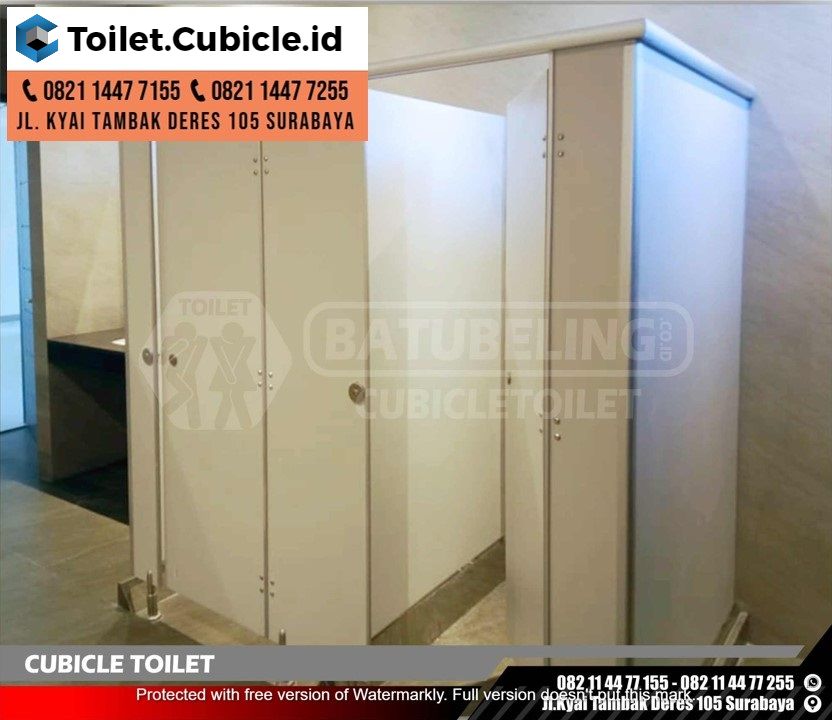 Toilet.Cubicle.id
0821 1447 7155 0821 1447 7255
JL. KYAI TAMBAK DERES 105 SURABAYA
TOILET
BATUBELING
.co.id
CUBICLETOILET
CUBICLE TOILET
082 11 44 77 155 - 082 11 44 77 255
Protected with free version of Watermarkly. Full version doesn't put this mark.
Jl.Kyai Tambak Deres 105 Surabaya